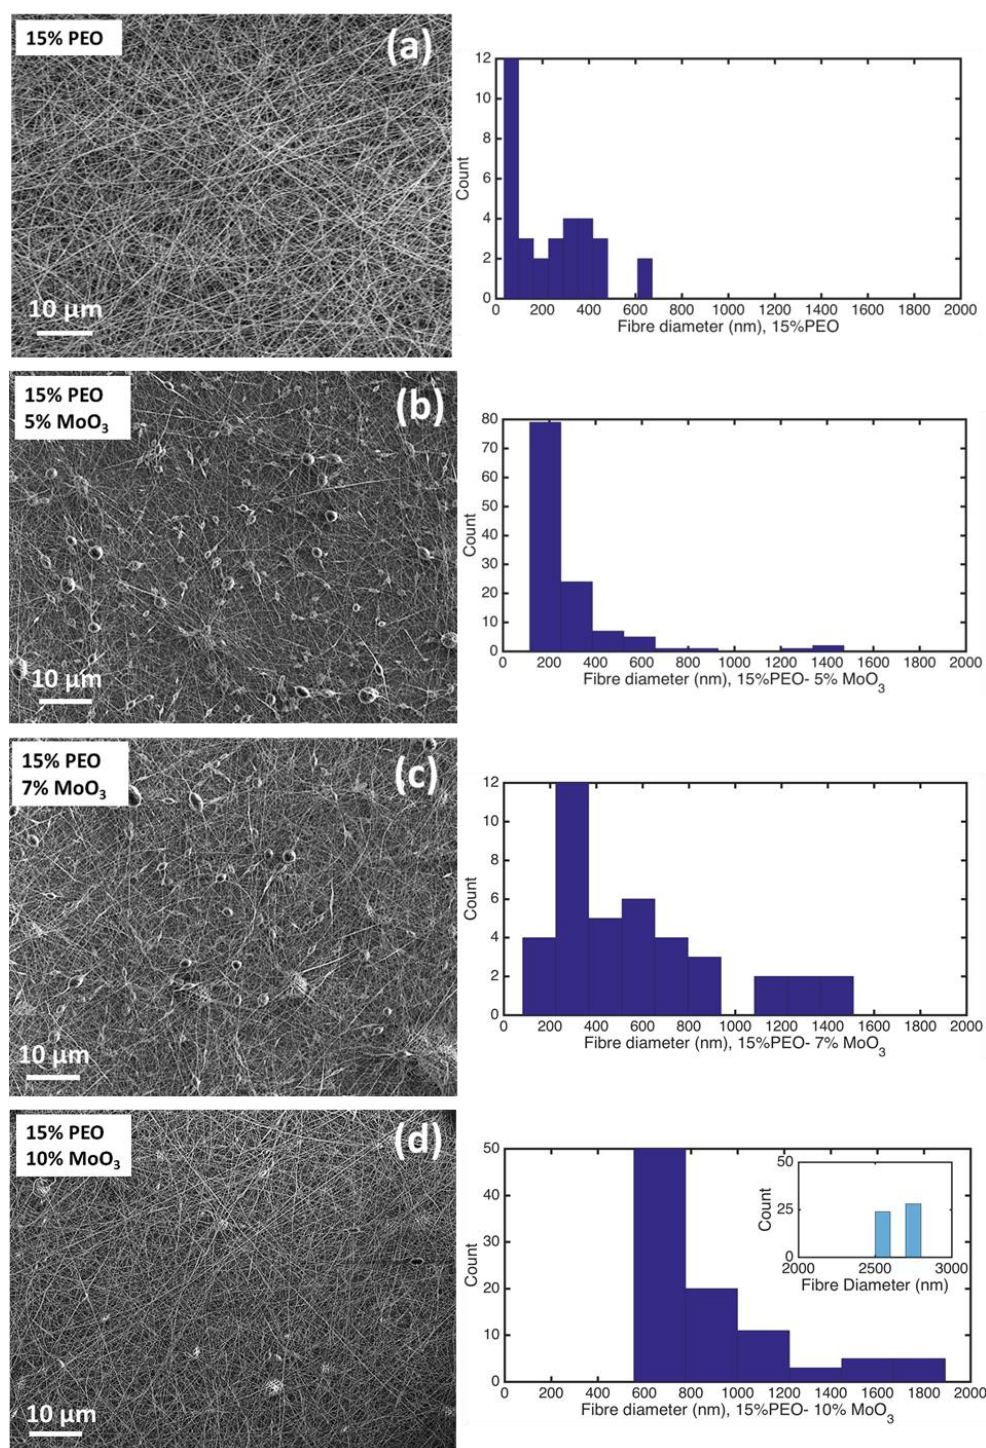 15% PEO
(a)
10 µm
12
10
8
6
4
2
0
Count
0 200 400 600 800 1000 1200 1400 1600 1800 2000
Fibre diameter (nm), 15%PEO
15% PEO
5% MoO₃
(b)
10 µm
80
70
60
50
40
30
20
10
0
Count
0 200 400 600 800 1000 1200 1400 1600 1800 2000
Fibre diameter (nm), 15%PEO- 5% MoO₃
15% PEO
7% MoO₃
(c)
10 µm
12
10
8
6
4
2
0
Count
0 200 400 600 800 1000 1200 1400 1600 1800 2000
Fibre diameter (nm), 15%PEO- 7% MoO₃
15% PEO
10% MoO₃
(d)
10 µm
50
40
30
20
10
0
Count
0 200 400 600 800 1000 1200 1400 1600 1800 2000
Fibre diameter (nm), 15%PEO- 10% MoO₃
50
25
0
Count
2000 2500 3000
Fibre Diameter (nm)